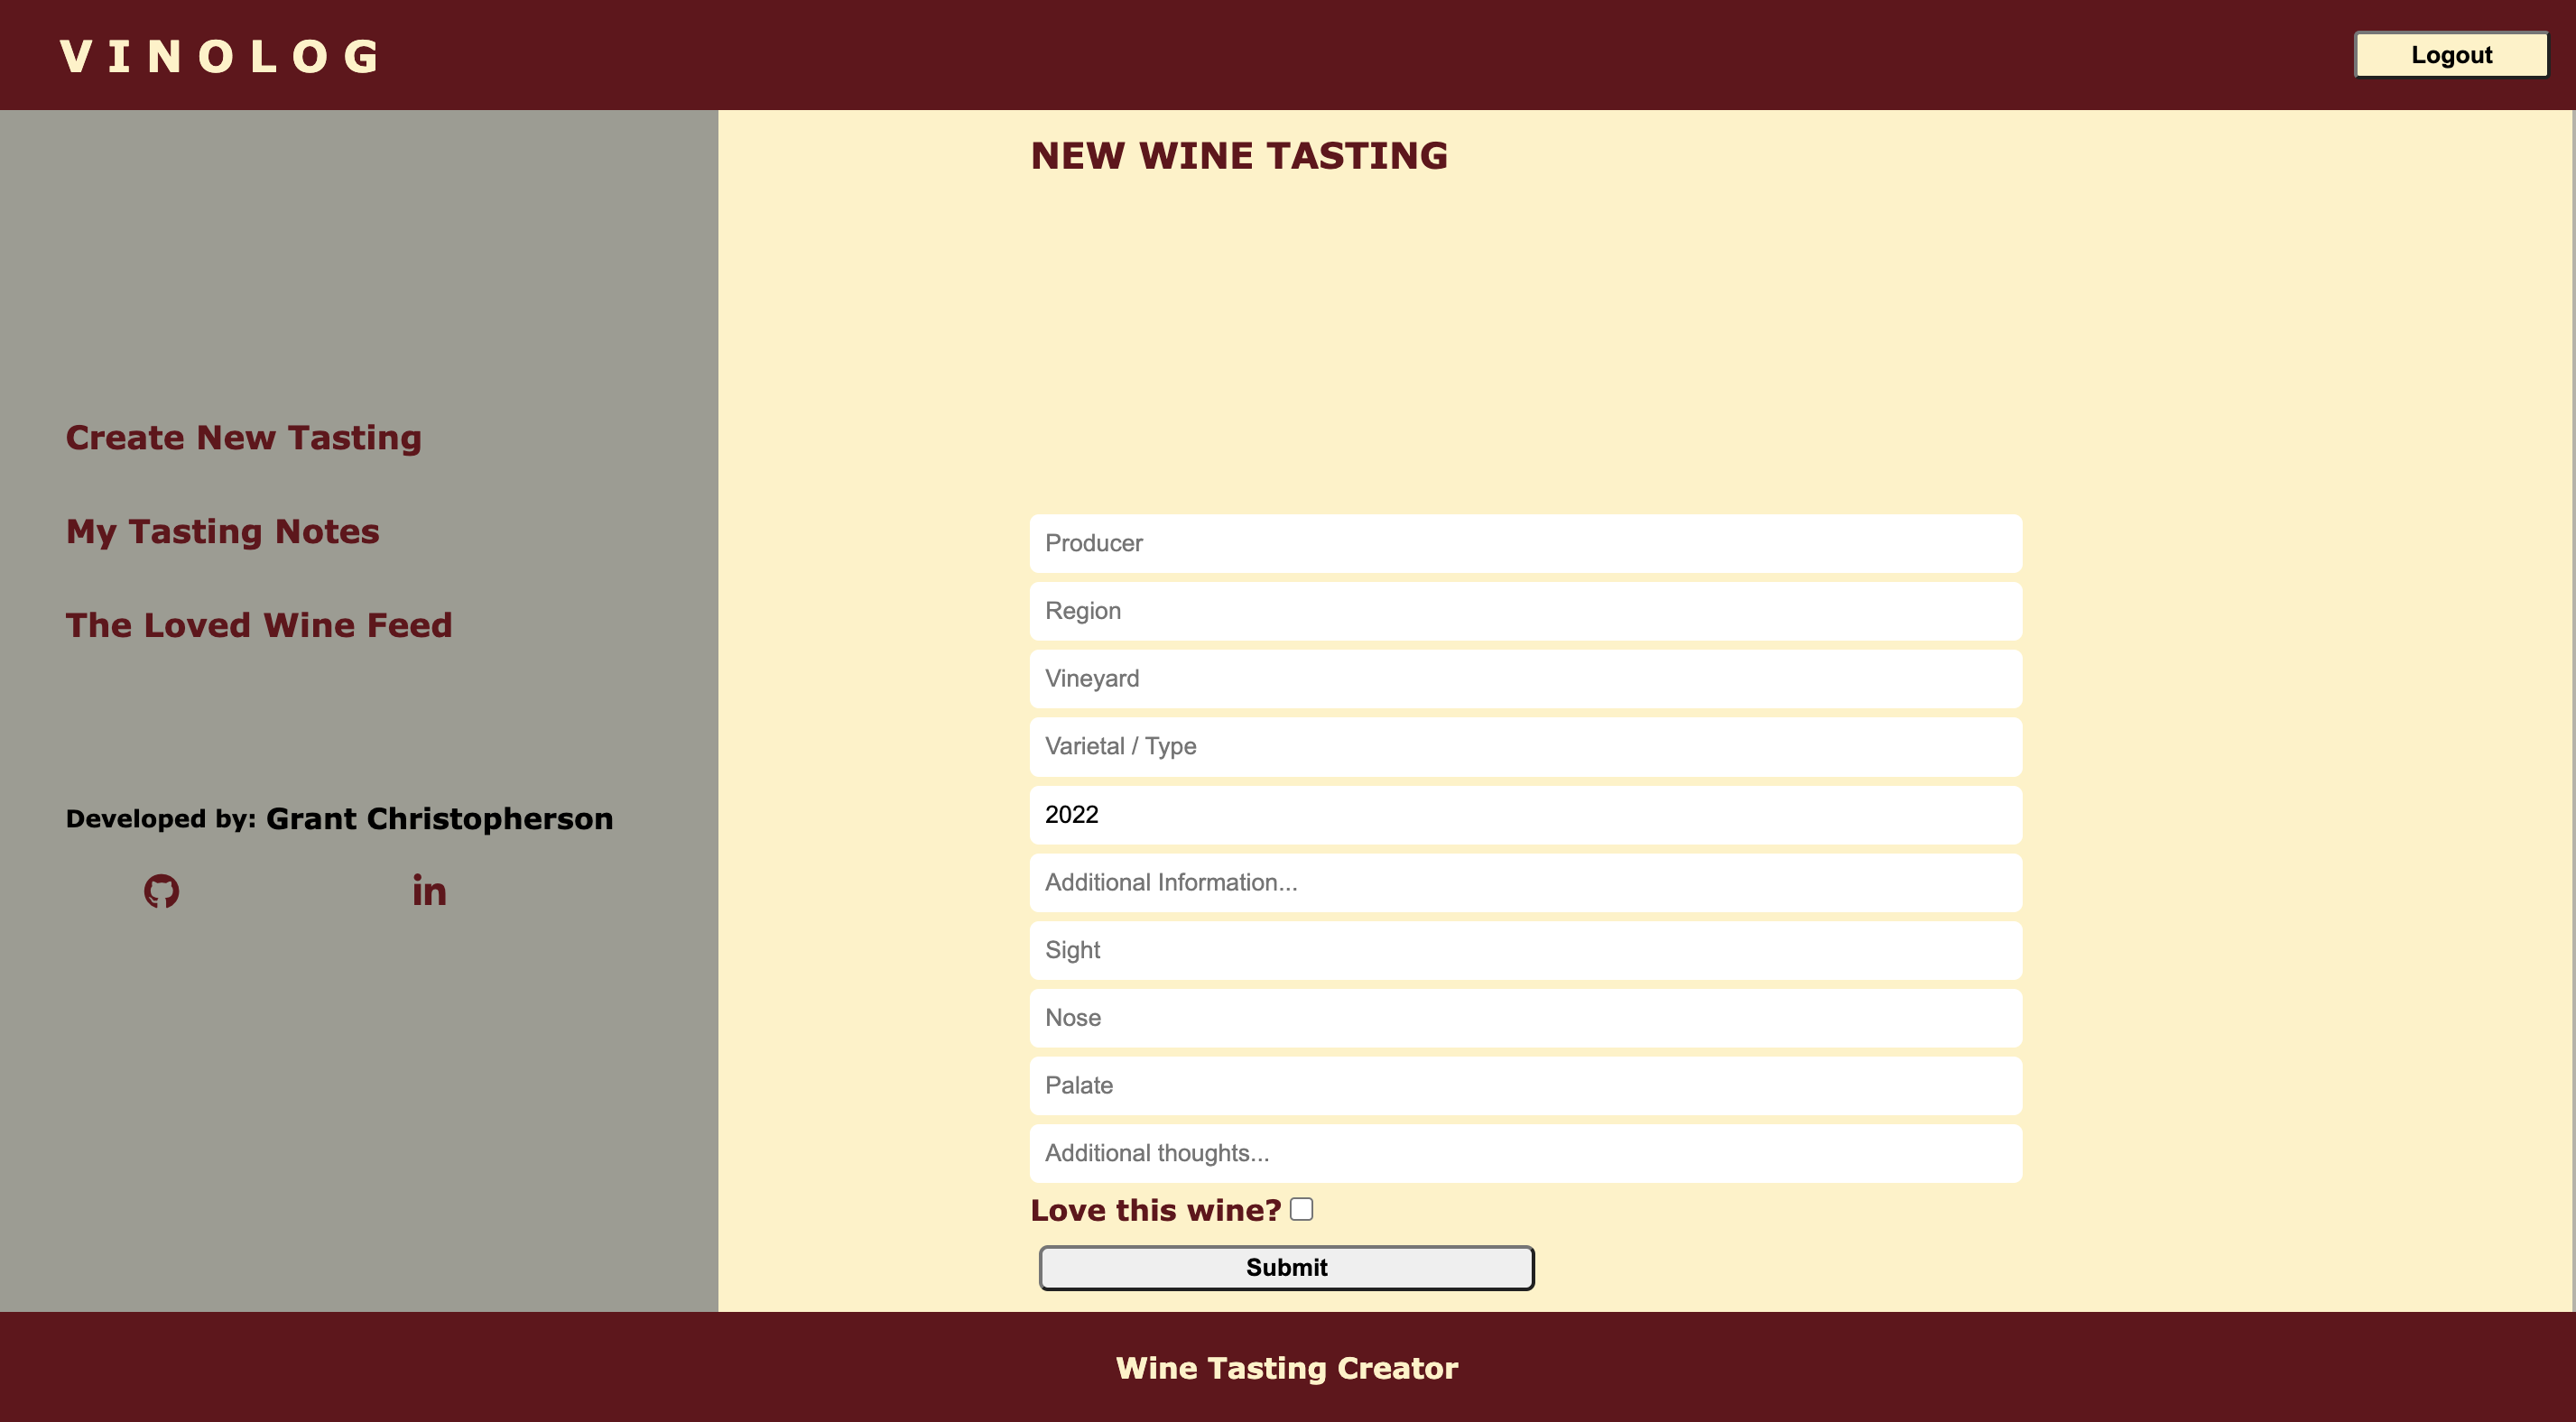 V I N O L O G
Logout
Create New Tasting
My Tasting Notes
The Loved Wine Feed
Developed by: Grant Christopherson
in
NEW WINE TASTING
Producer
Region
Vineyard
Varietal / Type
2022
Additional Information...
Sight
Nose
Palate
Additional thoughts...
Love this wine?
Submit
Wine Tasting Creator